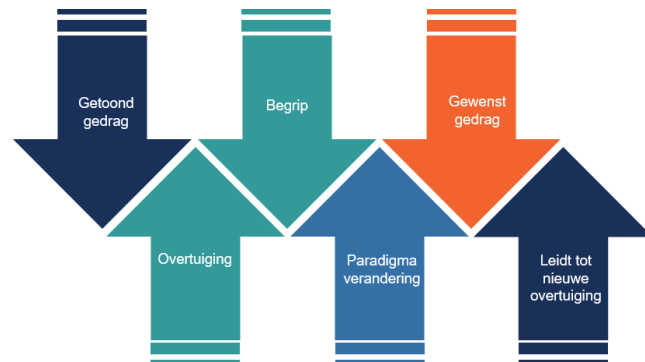 Getoond
gedrag
Overtuiging
Begrip
Paradigma
verandering
Gewenst
gedrag
Leidt tot
nieuwe
overtuiging